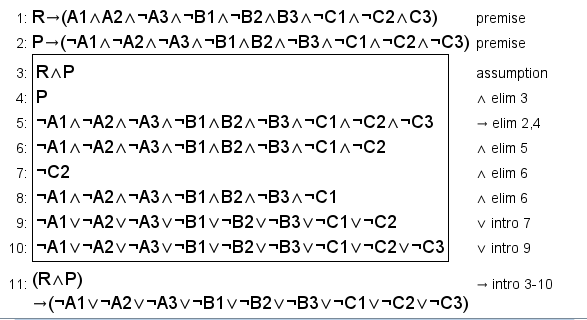 1: R→(A1∧A2∧¬A3∧¬B1∧¬B2∧B3∧¬C1∧¬C2∧C3) premise
2: P→(¬A1∧¬A2∧¬A3∧¬B1∧B2∧¬B3∧¬C1∧¬C2∧¬C3) premise
3: R∧P assumption
4: P ∧ elim 3
5: ¬A1∧¬A2∧¬A3∧¬B1∧B2∧¬B3∧¬C1∧¬C2∧¬C3 → elim 2,4
6: ¬A1∧¬A2∧¬A3∧¬B1∧B2∧¬B3∧¬C1∧¬C2 ∧ elim 5
7: ¬C2 ∧ elim 6
8: ¬A1∧¬A2∧¬A3∧¬B1∧B2∧¬B3∧¬C1 ∧ elim 6
9: ¬A1∨¬A2∨¬A3∨¬B1∨¬B2∨¬B3∨¬C1∨¬C2 ∨ intro 7
10: ¬A1∨¬A2∨¬A3∨¬B1∨¬B2∨¬B3∨¬C1∨¬C2∨¬C3 ∨ intro 9
11: (R∧P) → intro 3-10
→(¬A1∨¬A2∨¬A3∨¬B1∨¬B2∨¬B3∨¬C1∨¬C2∨¬C3)